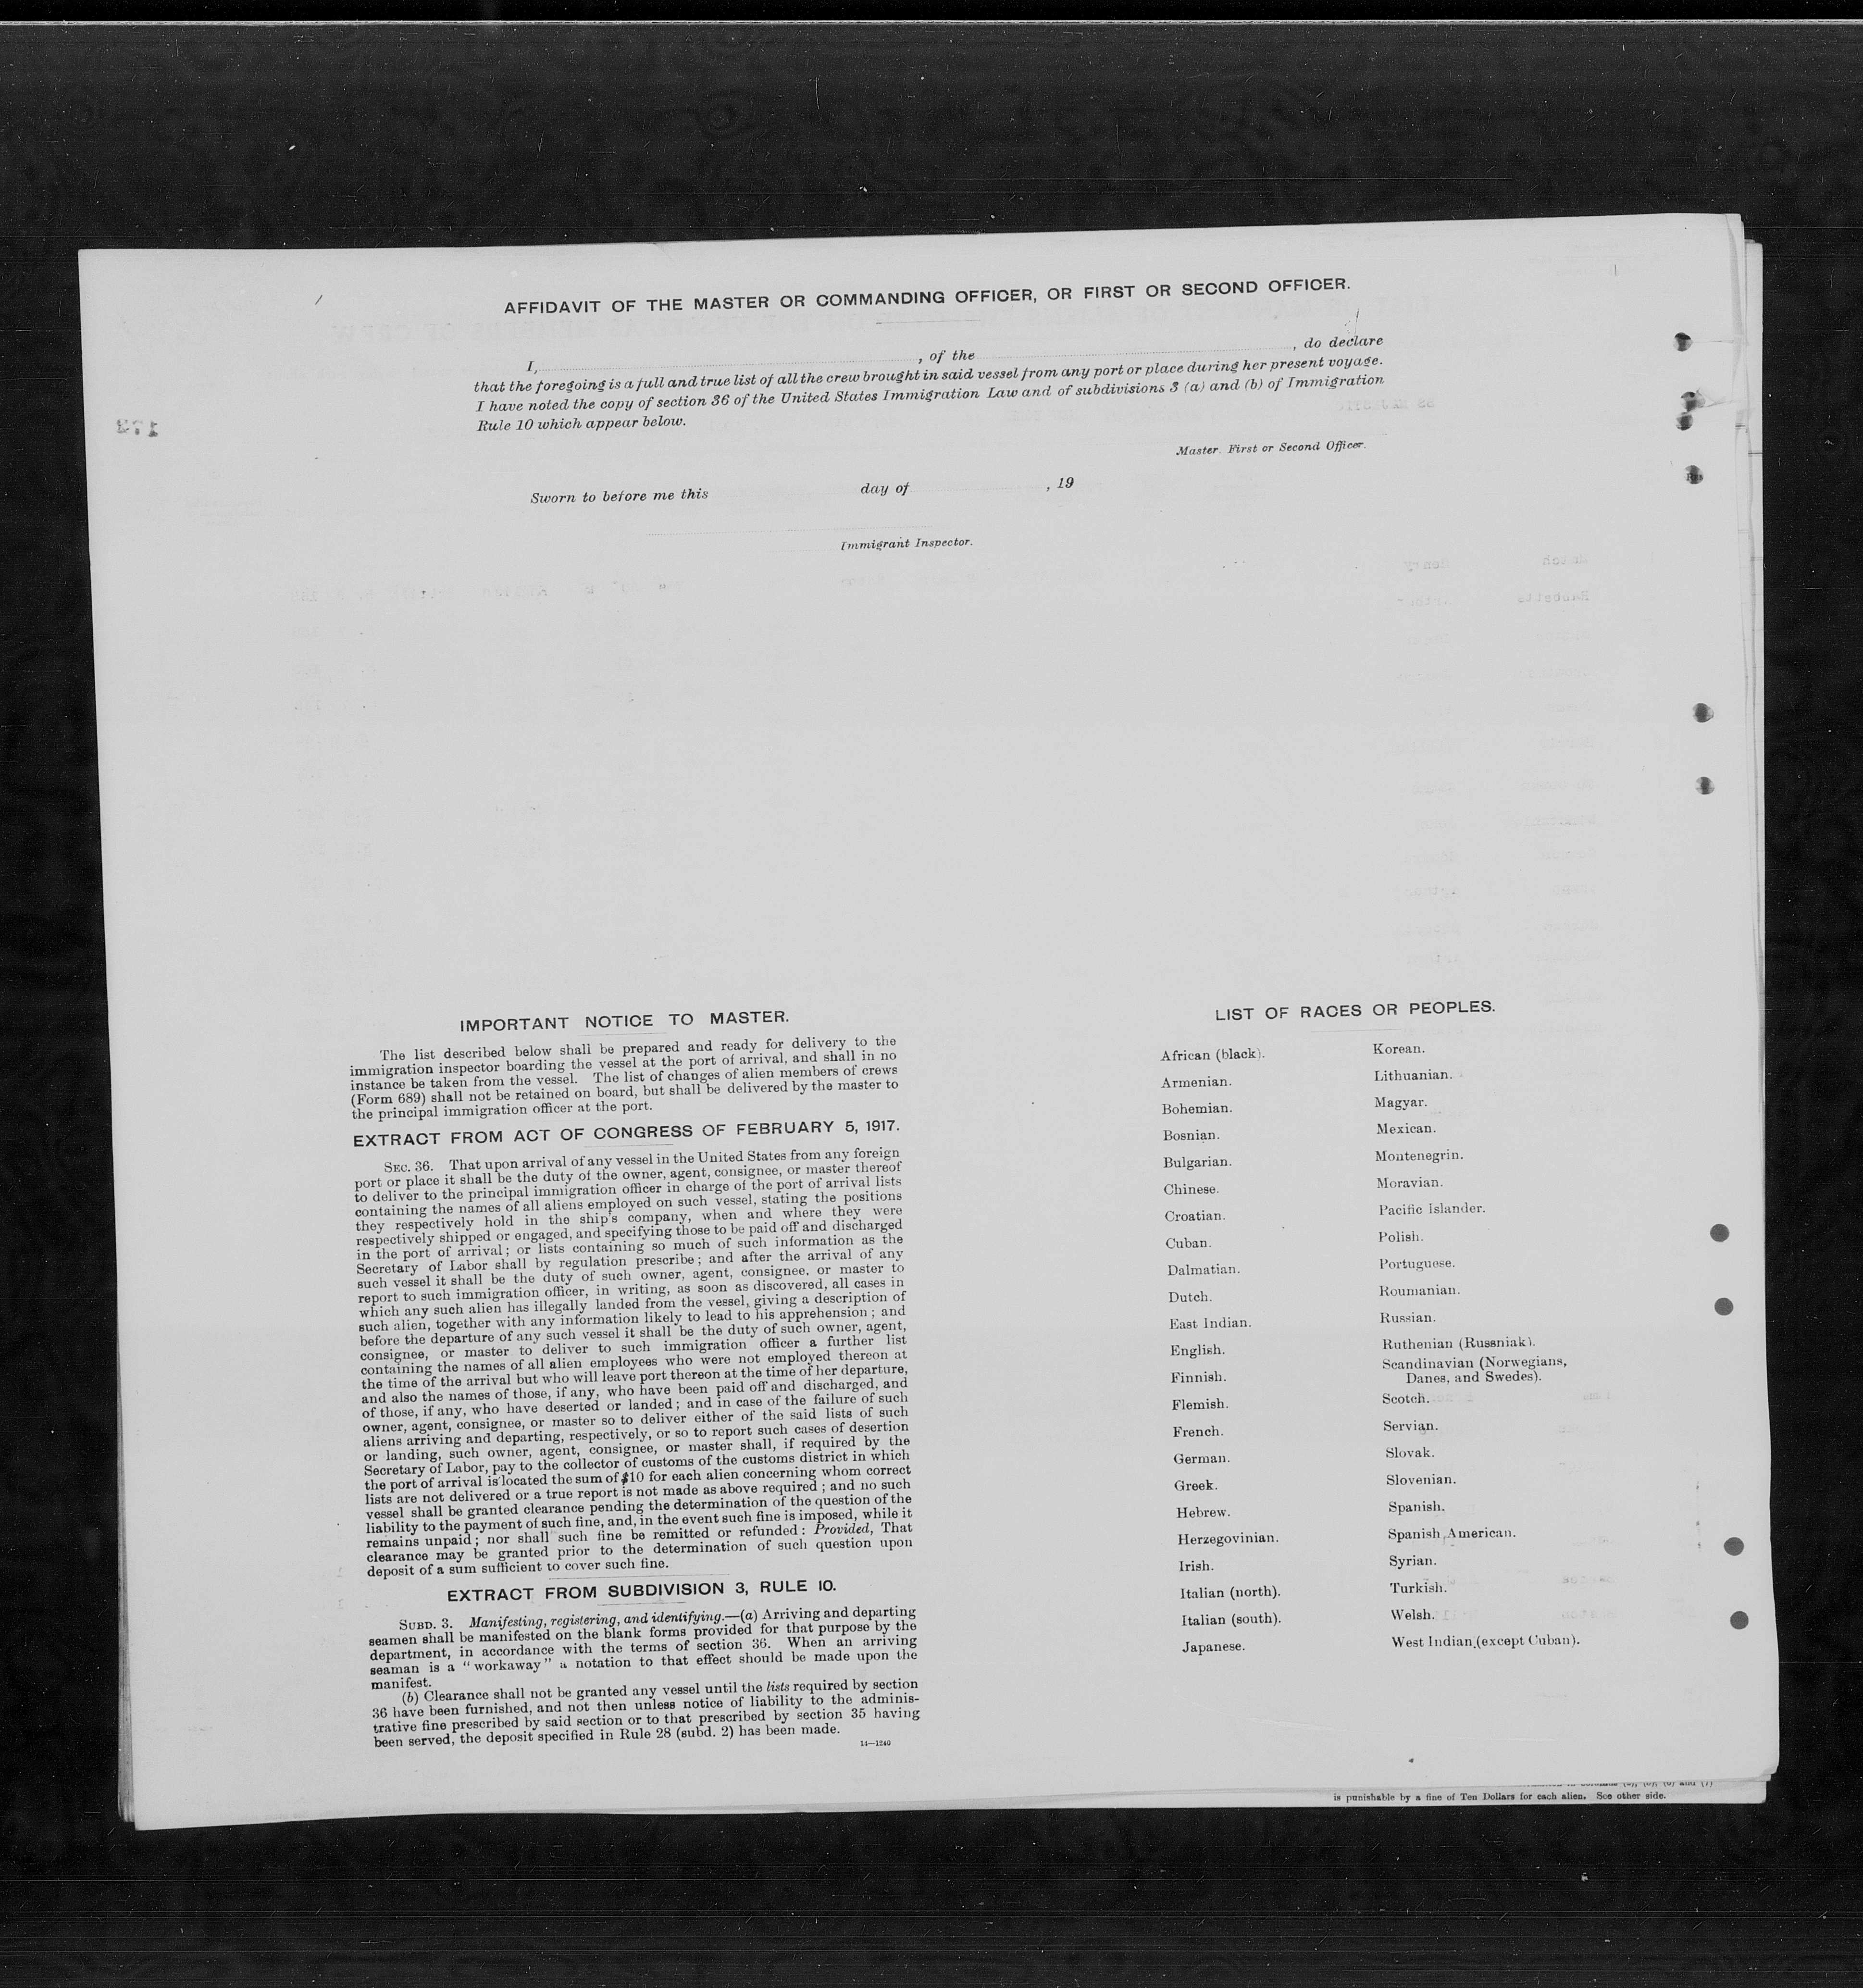 AFFIDAVIT OF THE MASTER OR COMMANDING OFFICER, OR FIRST OR SECOND OFFICER.
I, , of the , do declare
that the foregoing is a full and true list of all the crew brought in said vessel from any port or place during her present voyage.
I have noted the copy of section 36 of the United States Immigration Law and of subdivisions 3 (a) and (b) of Immigration
Rule 10 which appear below.
Master, First or Second Officer.
Sworn to before me this day of , 19
Immigrant Inspector.
IMPORTANT NOTICE TO MASTER.
The list described below shall be prepared and ready for delivery to the
immigration inspector boarding the vessel at the port of arrival, and shall in no
instance be taken from the vessel. The list of changes of alien members of crews
(Form 689) shall not be retained on board, but shall be delivered by the master to
the principal immigration officer at the port.
EXTRACT FROM ACT OF CONGRESS OF FEBRUARY 5, 1917.
SEC. 36. That upon arrival of any vessel in the United States from any foreign
port or place it shall be the duty of the owner, agent, consignee, or master thereof
to deliver to the principal immigration officer in charge of the port of arrival lists
containing the names of all aliens employed on such vessel, stating the positions
they respectively hold in the ship's company, when and where they were
respectively shipped or engaged, and specifying those to be paid off and discharged
in the port of arrival; or lists containing so much of such information as the
Secretary of Labor shall by regulation prescribe; and after the arrival of any
such vessel it shall be the duty of such owner, agent, consignee, or master to
report to such immigration officer, in writing, as soon as discovered, all cases in
which any such alien has illegally landed from the vessel, giving a description of
such alien, together with any information likely to lead to his apprehension; and
before the departure of any such vessel it shall be the duty of such owner, agent,
consignee, or master to deliver to such immigration officer a further list
containing the names of all alien employees who were not employed thereon at
the time of the arrival but who will leave port thereon at the time of her departure,
and also the names of those, if any, who have been paid off and discharged, and
of those, if any, who have deserted or landed; and in case of the failure of such
owner, agent, consignee, or master so to deliver either of the said lists of such
aliens arriving and departing, respectively, or so to report such cases of desertion
or landing, such owner, agent, consignee, or master shall, if required by the
Secretary of Labor, pay to the collector of customs of the customs district in which
the port of arrival is located the sum of $10 for each alien concerning whom correct
lists are not delivered or a true report is not made as above required; and no such
vessel shall be granted clearance pending the determination of the question of the
liability to the payment of such fine, and, in the event such fine is imposed, while it
remains unpaid; nor shall such fine be remitted or refunded: Provided, That
clearance may be granted prior to the determination of such question upon
deposit of a sum sufficient to cover such fine.
EXTRACT FROM SUBDIVISION 3, RULE 10.
SUBD. 3. Manifesting, registering, and identifying.—(a) Arriving and departing
seamen shall be manifested on the blank forms provided for that purpose by the
department, in accordance with the terms of section 36. When an arriving
seaman is a "workaway" a notation to that effect should be made upon the
manifest.
(b) Clearance shall not be granted any vessel until the lists required by section
36 have been furnished, and not then unless notice of liability to the adminis-
trative fine prescribed by said section or to that prescribed by section 35 having
been served, the deposit specified in Rule 28 (subd. 2) has been made.
14—1240
LIST OF RACES OR PEOPLES.
African (black).
Armenian.
Bohemian.
Bosnian.
Bulgarian.
Chinese.
Croatian.
Cuban.
Dalmatian.
Dutch.
East Indian.
English.
Finnish.
Flemish.
French.
German.
Greek.
Hebrew.
Herzegovinian.
Irish.
Italian (north).
Italian (south).
Japanese.
Korean.
Lithuanian.
Magyar.
Mexican.
Montenegrin.
Moravian.
Pacific Islander.
Polish.
Portuguese.
Roumanian.
Russian.
Ruthenian (Russniak).
Scandinavian (Norwegians,
Danes, and Swedes).
Scotch.
Servian.
Slovak.
Slovenian.
Spanish.
Spanish American.
Syrian.
Turkish.
Welsh.
West Indian (except Cuban).
is punishable by a fine of Ten Dollars for each alien. See other side.